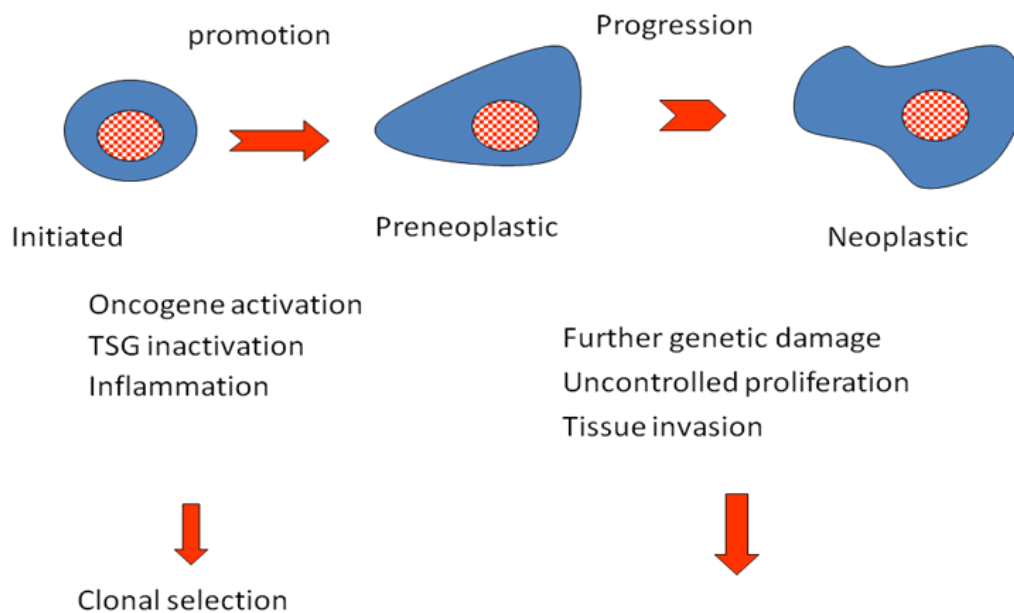 promotion
Progression
Initiated
Preneoplastic
Neoplastic
Oncogene activation
TSG inactivation
Inflammation
Further genetic damage
Uncontrolled proliferation
Tissue invasion
Clonal selection